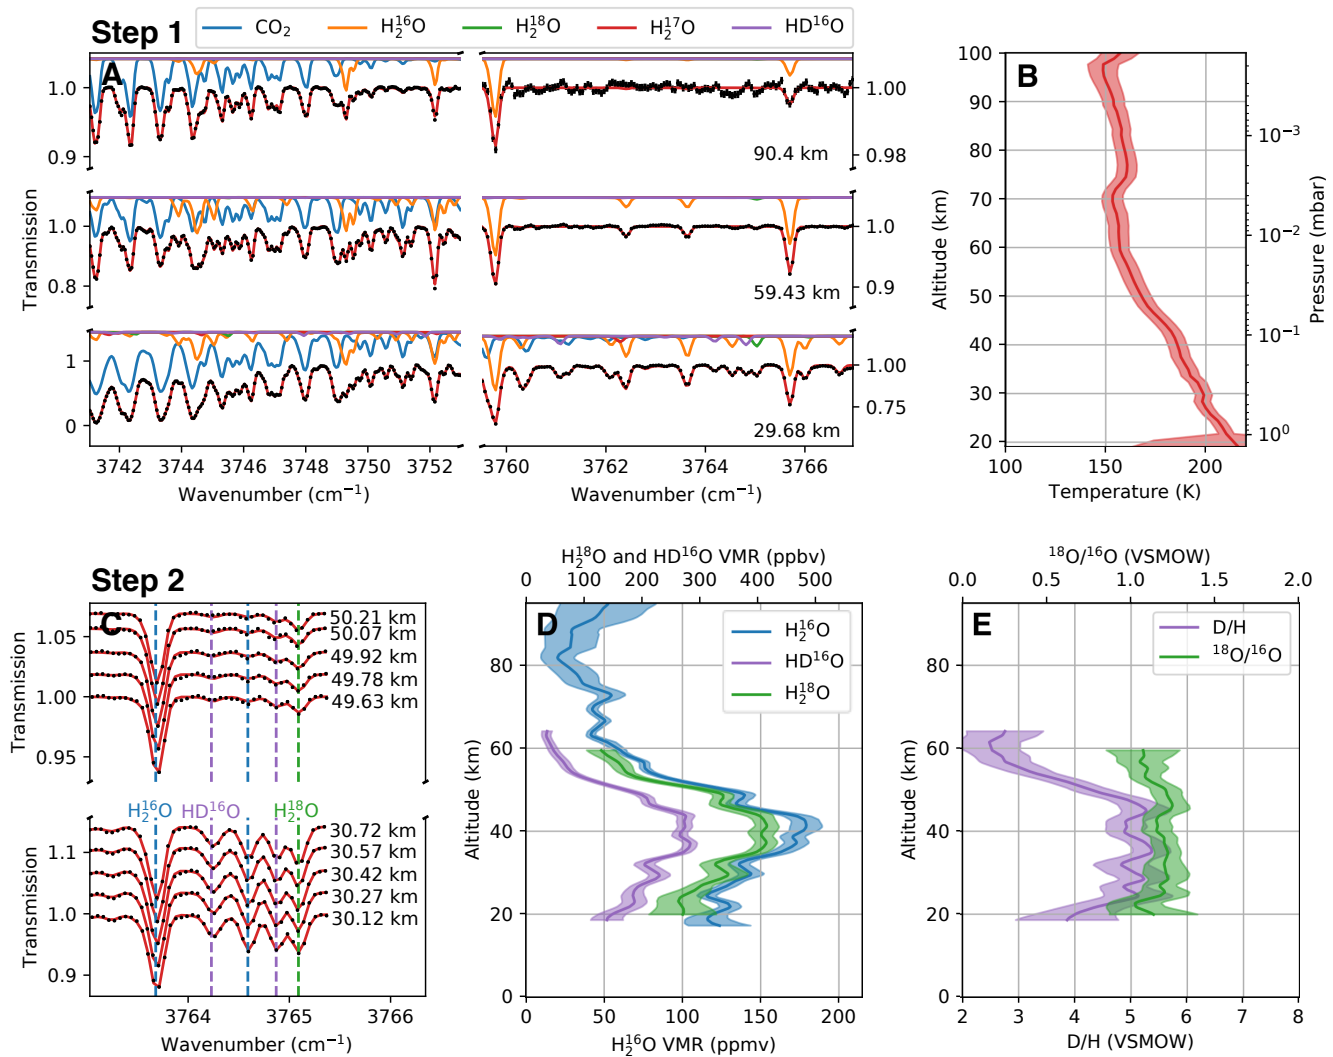 Step 1
CO₂ H₂¹⁶O H₂¹⁸O H₂¹⁷O HD¹⁶O
A
Transmission
1.0
0.9
1.00
0.98
90.4 km
1.0
0.8
1.0
0.9
59.43 km
1
0
1.00
0.75
29.68 km
3742 3744 3746 3748 3750 3752
Wavenumber (cm⁻¹)
3760 3762 3764 3766
Wavenumber (cm⁻¹)
B
Altitude (km)
100
90
80
70
60
50
40
30
20
10⁻³
10⁻²
10⁻¹
10⁰
Pressure (mbar)
100 150 200
Temperature (K)
Step 2
C
Transmission
1.05
1.00
0.95
50.21 km
50.07 km
49.92 km
49.78 km
49.63 km
H₂¹⁶O HD¹⁶O H₂¹⁸O
Transmission
1.1
1.0
0.9
30.72 km
30.57 km
30.42 km
30.27 km
30.12 km
3764 3765 3766
Wavenumber (cm⁻¹)
H₂¹⁸O and HD¹⁶O VMR (ppbv)
0 100 200 300 400 500
D
H₂¹⁶O
HD¹⁶O
H₂¹⁸O
Altitude (km)
80
60
40
20
0
0 50 100 150 200
H₂¹⁶O VMR (ppmv)
¹⁸O/¹⁶O (VSMOW)
0.0 0.5 1.0 1.5 2.0
E
D/H
¹⁸O/¹⁶O
Altitude (km)
80
60
40
20
0
2 3 4 5 6 7 8
D/H (VSMOW)